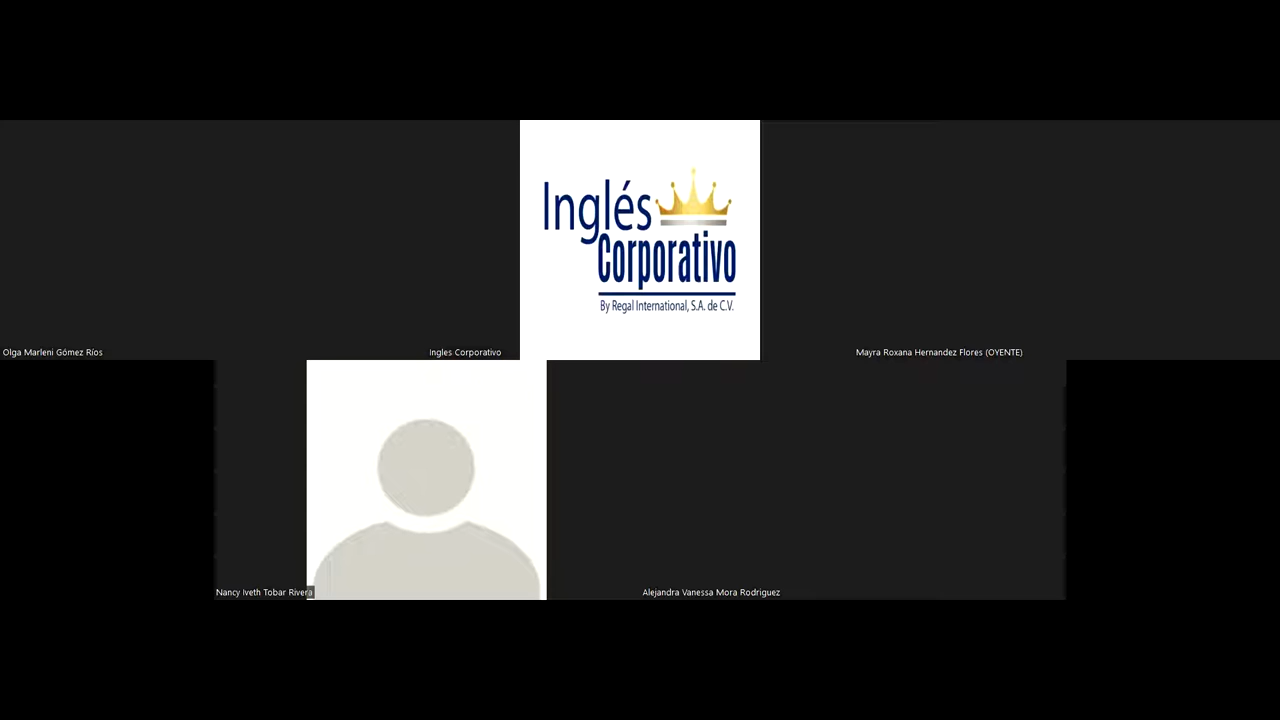 Inglés
Corporativo
By Regal International, S.A. de C.V.
Olga Marleni Gómez Ríos
Ingles Corporativo
Mayra Roxana Hernandez Flores (OYENTE)
Nancy Iveth Tobar Rivera
Alejandra Vanessa Mora Rodriguez